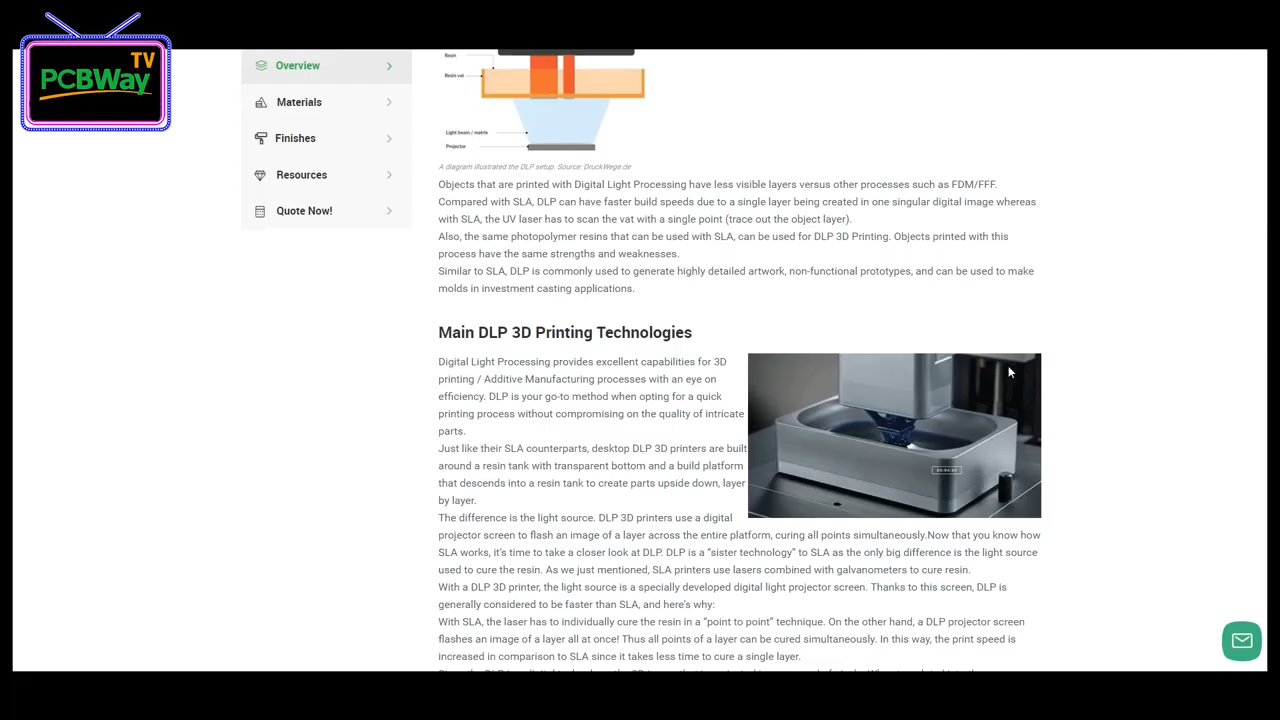 TV
PCBWay
Overview
Materials
Finishes
Resources
Quote Now!
Resin
Resin vat
Light beam / matrix
Projector
A diagram illustrated the DLP setup. Source: DruckWege.de
Objects that are printed with Digital Light Processing have less visible layers versus other processes such as FDM/FFF.
Compared with SLA, DLP can have faster build speeds due to a single layer being created in one singular digital image whereas
with SLA, the UV laser has to scan the vat with a single point (trace out the object layer).
Also, the same photopolymer resins that can be used with SLA, can be used for DLP 3D Printing. Objects printed with this
process have the same strengths and weaknesses.
Similar to SLA, DLP is commonly used to generate highly detailed artwork, non-functional prototypes, and can be used to make
molds in investment casting applications.
Main DLP 3D Printing Technologies
Digital Light Processing provides excellent capabilities for 3D
printing / Additive Manufacturing processes with an eye on
efficiency. DLP is your go-to method when opting for a quick
printing process without compromising on the quality of intricate
parts.
Just like their SLA counterparts, desktop DLP 3D printers are built
around a resin tank with transparent bottom and a build platform
that descends into a resin tank to create parts upside down, layer
by layer.
The difference is the light source. DLP 3D printers use a digital
projector screen to flash an image of a layer across the entire platform, curing all points simultaneously.Now that you know how
SLA works, it's time to take a closer look at DLP. DLP is a “sister technology” to SLA as the only big difference is the light source
used to cure the resin. As we just mentioned, SLA printers use lasers combined with galvanometers to cure resin.
With a DLP 3D printer, the light source is a specially developed digital light projector screen. Thanks to this screen, DLP is
generally considered to be faster than SLA, and here's why:
With SLA, the laser has to individually cure the resin in a “point to point” technique. On the other hand, a DLP projector screen
flashes an image of a layer all at once! Thus all points of a layer can be cured simultaneously. In this way, the print speed is
increased in comparison to SLA since it takes less time to cure a single layer.